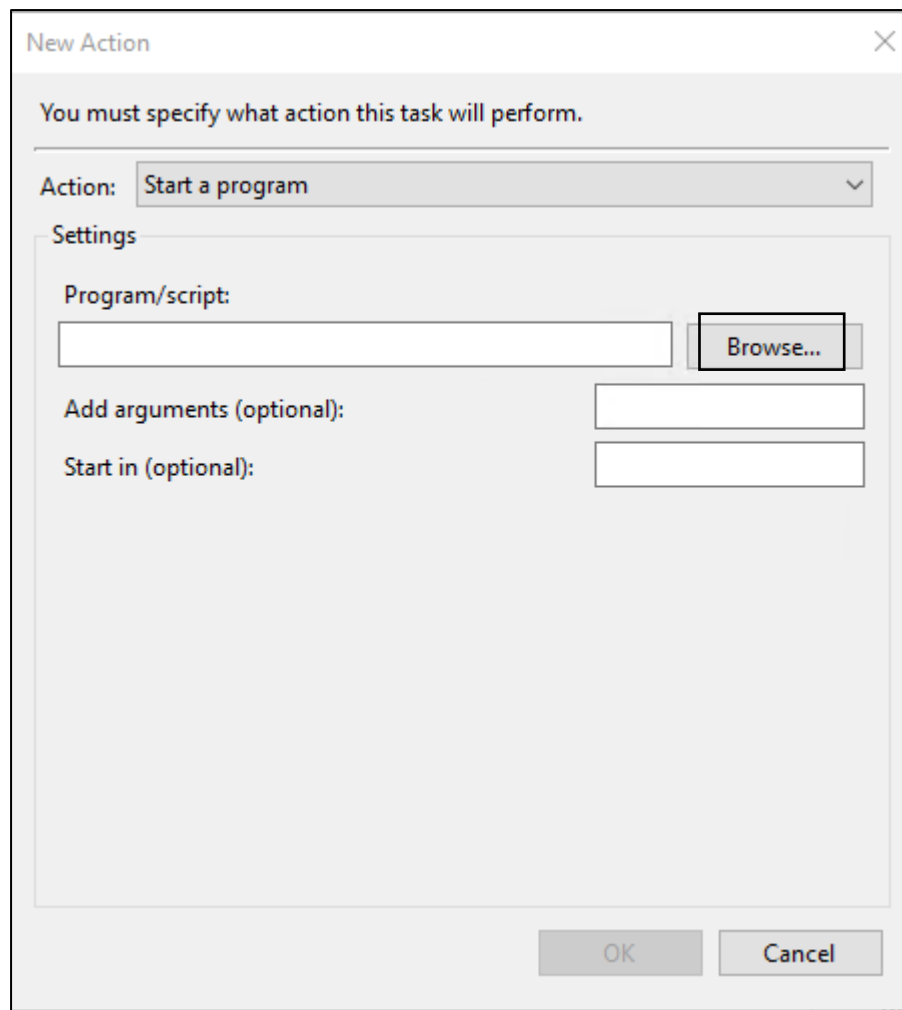 New Action
You must specify what action this task will perform.
Action: Start a program
Settings
Program/script:
Browse...
Add arguments (optional):
Start in (optional):
OK Cancel